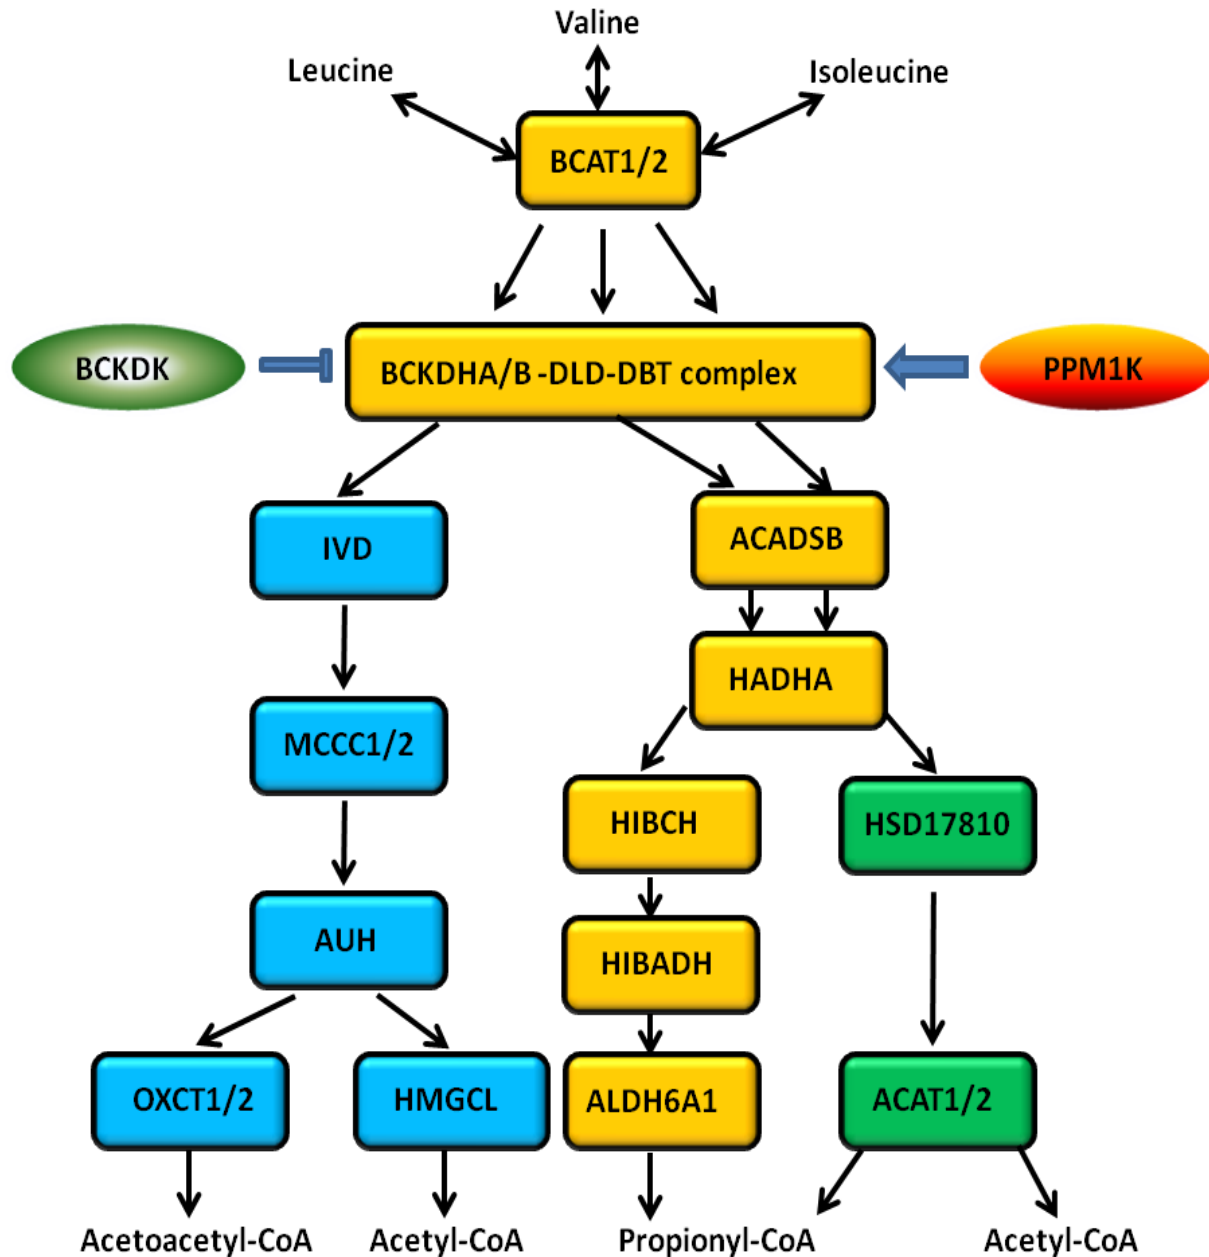 Valine
Leucine
Isoleucine
BCAT1/2
BCKDK
BCKDHA/B -DLD-DBT complex
PPM1K
IVD
ACADSB
HADHA
MCCC1/2
HIBCH
HSD17810
AUH
HIBADH
OXCT1/2
HMGCL
ALDH6A1
ACAT1/2
Acetoacetyl-CoA
Acetyl-CoA
Propionyl-CoA
Acetyl-CoA